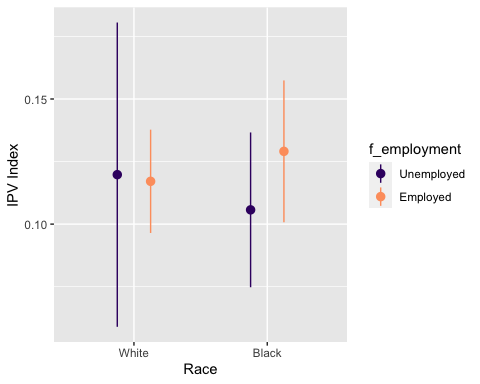 0.15
0.10
IPV Index
White
Black
Race
f_employment
Unemployed
Employed